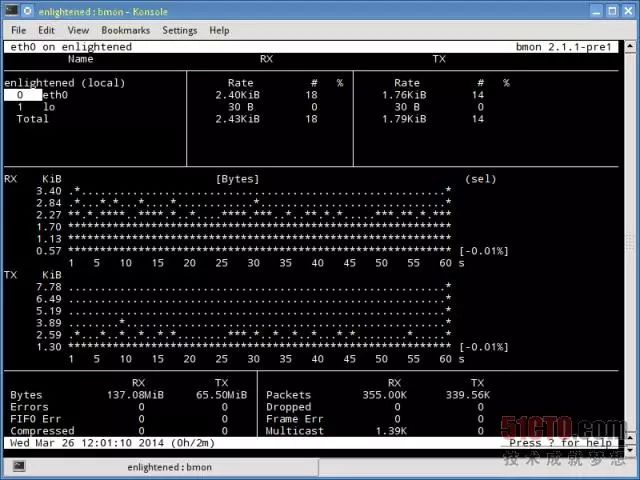 enlightened : bmon - Konsole
File Edit View Bookmarks Settings Help
eth0 on enlightened bmon 2.1.1-pre1
Name RX TX
enlightened (local) Rate # % Rate # %
0 eth0 2.40KiB 18 1.76KiB 14
1 lo 30 B 0 30 B 0
Total 2.43KiB 18 1.79KiB 14
RX KiB [Bytes] (sel)
3.40 .*..........................................................*
2.84 ...*...**...*....*............*.............................*
2.27 **.*.****..****.*..*....****.***..*..**.*...***.**.*.***
1.70 ************************************************************
1.13 ************************************************************
0.57 ************************************************************ [-0.01%]
1 5 10 15 20 25 30 35 40 45 50 55 60 s
TX KiB
7.78 ...........................................................*
6.49 ...........................................................*
5.19 ...........................................................*
3.89 ........*..................................................*
2.59 .*...**..*.*...**........***.*..*.*..*.*.*........*....*
1.30 ************************************************************ [-0.01%]
1 5 10 15 20 25 30 35 40 45 50 55 60 s
RX TX RX TX
Bytes 137.08MiB 65.50MiB Packets 355.00K 339.56K
Errors 0 0 Dropped 0 0
FIFO Err 0 0 Frame Err 0 0
Compressed 0 0 Multicast 1.39K
Wed Mar 26 12:01:10 2014 (0h/2m) Press ? for help
51CTO.com
技术成就梦想
enlightened : bmon